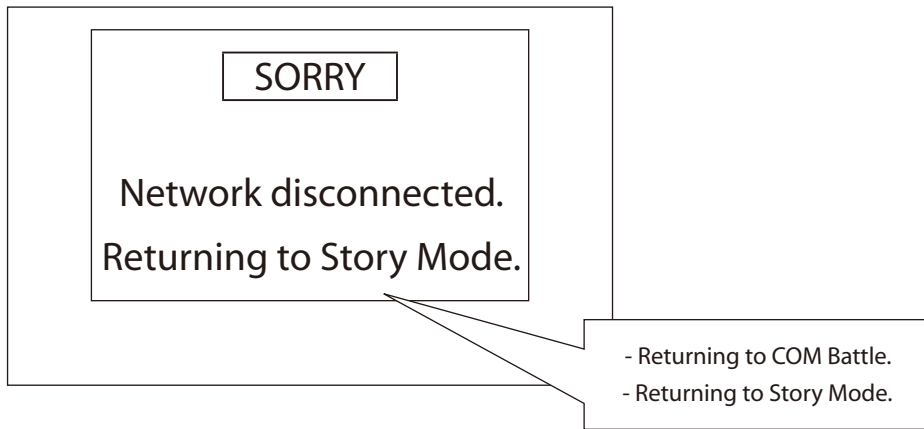 SORRY
Network disconnected.
Returning to Story Mode.
- Returning to COM Battle.
- Returning to Story Mode.